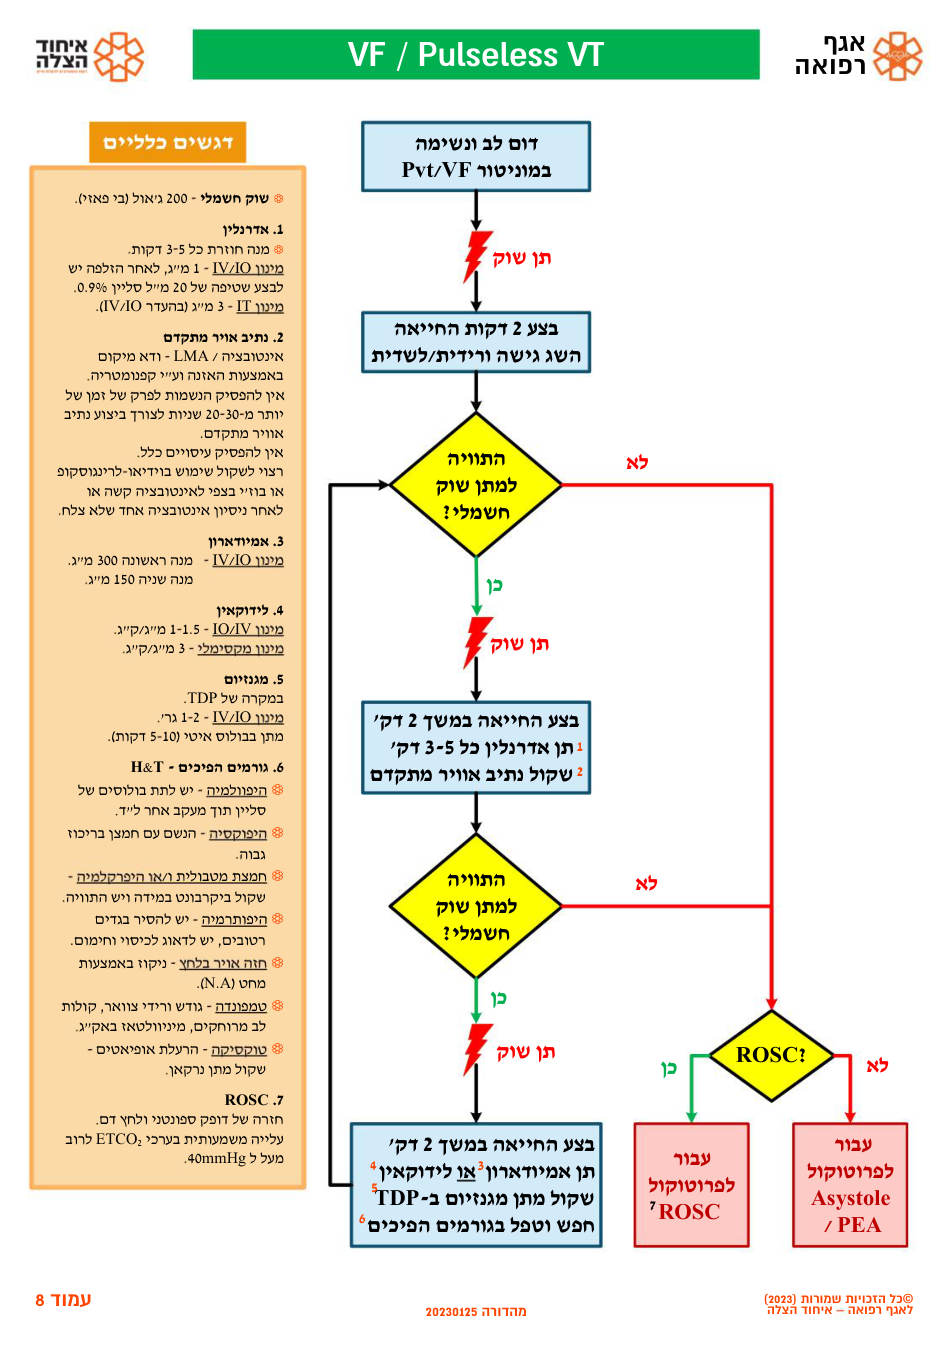 איחוד
הצלה
VF / Pulseless VT
אגף
רפואה
דגשים כלליים
שוק חשמלי - 200 ג'אול (בי פאזי).
1. אדרנלין
מנה חוזרת כל 3-5 דקות.
מינון IV/IO - 1 מ"ג, לאחר הזלפה יש
לבצע שטיפה של 20 מ"ל סליין 0.9%.
מינון IT - 3 מ"ג (בהעדר IV/IO).
2. נתיב אויר מתקדם
אינטובציה / LMA - ודא מיקום
באמצעות האזנה וע"י קפנומטריה.
אין להפסיק הנשמות לפרק של זמן של
יותר מ-20-30 שניות לצורך ביצוע נתיב
אוויר מתקדם.
אין להפסיק עיסויים כלל.
רצוי לשקול שימוש בוידיאו-לרינגוסקופ
או בוז'י בצפי לאינטובציה קשה או
לאחר ניסיון אינטובציה אחד שלא צלח.
3. אמיודארון
מינון IV/IO - מנה ראשונה 300 מ"ג.
מנה שניה 150 מ"ג.
4. לידוקאין
מינון IO/IV - 1-1.5 מ"ג/ק"ג.
מינון מקסימלי - 3 מ"ג/ק"ג.
5. מגנזיום
במקרה של TDP.
מינון IV/IO - 1-2 גר'.
מתן בבולוס איטי (5-10 דקות).
6. גורמים הפיכים - H&T
היפוולמיה - יש לתת בולוסים של
סליין תוך מעקב אחר ל"ד.
היפוקסיה - הנשם עם חמצן בריכוז
גבוה.
חמצת מטבולית ו/או היפרקלמיה -
שקול ביקרבונט במידה ויש התוויה.
היפותרמיה - יש להסיר בגדים
רטובים, יש לדאוג לכיסוי וחימום.
חזה אויר בלחץ - ניקוז באמצעות
מחט (N.A).
טמפונדה - גודש ורידי צוואר, קולות
לב מרוחקים, מיניוולטאז באק"ג.
טוקסיקה - הרעלת אופיאטים -
שקול מתן נרקאן.
7. ROSC
חזרה של דופק ספונטני ולחץ דם.
עלייה משמעותית בערכי ETCO₂ לרוב
מעל ל 40mmHg.
דום לב ונשימה
במוניטור Pvt/VF
תן שוק
בצע 2 דקות החייאה
השג גישה ורידית/לשדית
התוויה
למתן שוק
חשמלי?
לא
כן
תן שוק
בצע החייאה במשך 2 דק'
1 תן אדרנלין כל 3-5 דק'
2 שקול נתיב אוויר מתקדם
התוויה
למתן שוק
חשמלי?
לא
כן
תן שוק
בצע החייאה במשך 2 דק'
תן אמיודארון3 או לידוקאין4
שקול מתן מגנזיום ב-TDP5
חפש וטפל בגורמים הפיכים6
ROSC?
כן
לא
עבור
לפרוטוקול
ROSC 7
עבור
לפרוטוקול
Asystole
/ PEA
עמוד 8
מהדורה 20230125
©כל הזכויות שמורות (2023)
לאגף רפואה – איחוד הצלה